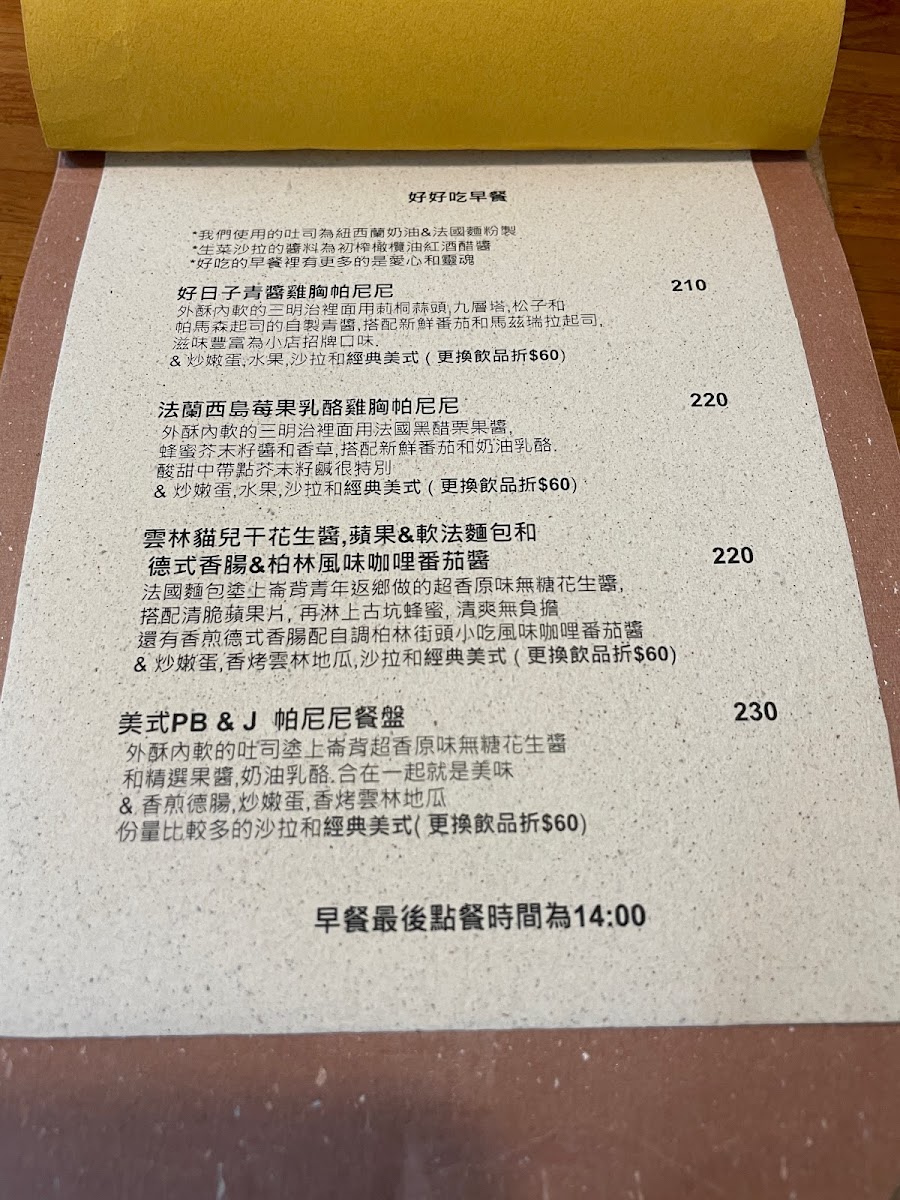 好好吃早餐
*我們使用的吐司為紐西蘭奶油&法國麵粉製
*生菜沙拉的醬料為初榨橄欖油紅酒醋醬
*好吃的早餐裡有更多的是愛心和靈魂
好日子青醬雞胸帕尼尼 210
外酥內軟的三明治裡面用莿桐蒜頭,九層塔,松子和
帕馬森起司的自製青醬,搭配新鮮番茄和馬茲瑞拉起司.
滋味豐富為小店招牌口味.
& 炒嫩蛋,水果,沙拉和經典美式 ( 更換飲品折$60)
法蘭西島莓果乳酪雞胸帕尼尼 220
外酥內軟的三明治裡面用法國黑醋栗果醬,
蜂蜜芥末籽醬和香草,搭配新鮮番茄和奶油乳酪.
酸甜中帶點芥末籽鹹很特別
& 炒嫩蛋,水果,沙拉和經典美式 ( 更換飲品折$60)
雲林貓兒干花生醬,蘋果&軟法麵包和
德式香腸&柏林風味咖哩番茄醬 220
法國麵包塗上崙背青年返鄉做的超香原味無糖花生醬,
搭配清脆蘋果片, 再淋上古坑蜂蜜, 清爽無負擔
還有香煎德式香腸配自調柏林街頭小吃風味咖哩番茄醬
& 炒嫩蛋,香烤雲林地瓜,沙拉和經典美式 ( 更換飲品折$60)
美式PB & J 帕尼尼餐盤 230
外酥內軟的吐司塗上崙背超香原味無糖花生醬
和精選果醬,奶油乳酪.合在一起就是美味
& 香煎德腸,炒嫩蛋,香烤雲林地瓜
份量比較多的沙拉和經典美式( 更換飲品折$60)
早餐最後點餐時間為14:00